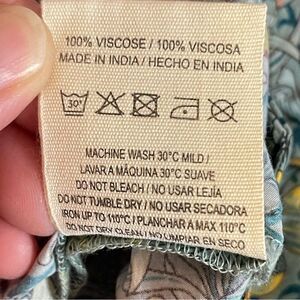 100% VISCOSE / 100% VISCOSA
MADE IN INDIA / HECHO EN INDIA
30°
MACHINE WASH 30°C MILD /
LAVAR A MÁQUINA 30°C SUAVE
DO NOT BLEACH / NO USAR LEJÍA
DO NOT TUMBLE DRY / NO USAR SECADORA
IRON UP TO 110°C / PLANCHAR A MAX 110°C
DO NOT DRY CLEAN / NO LIMPIAR EN SECO